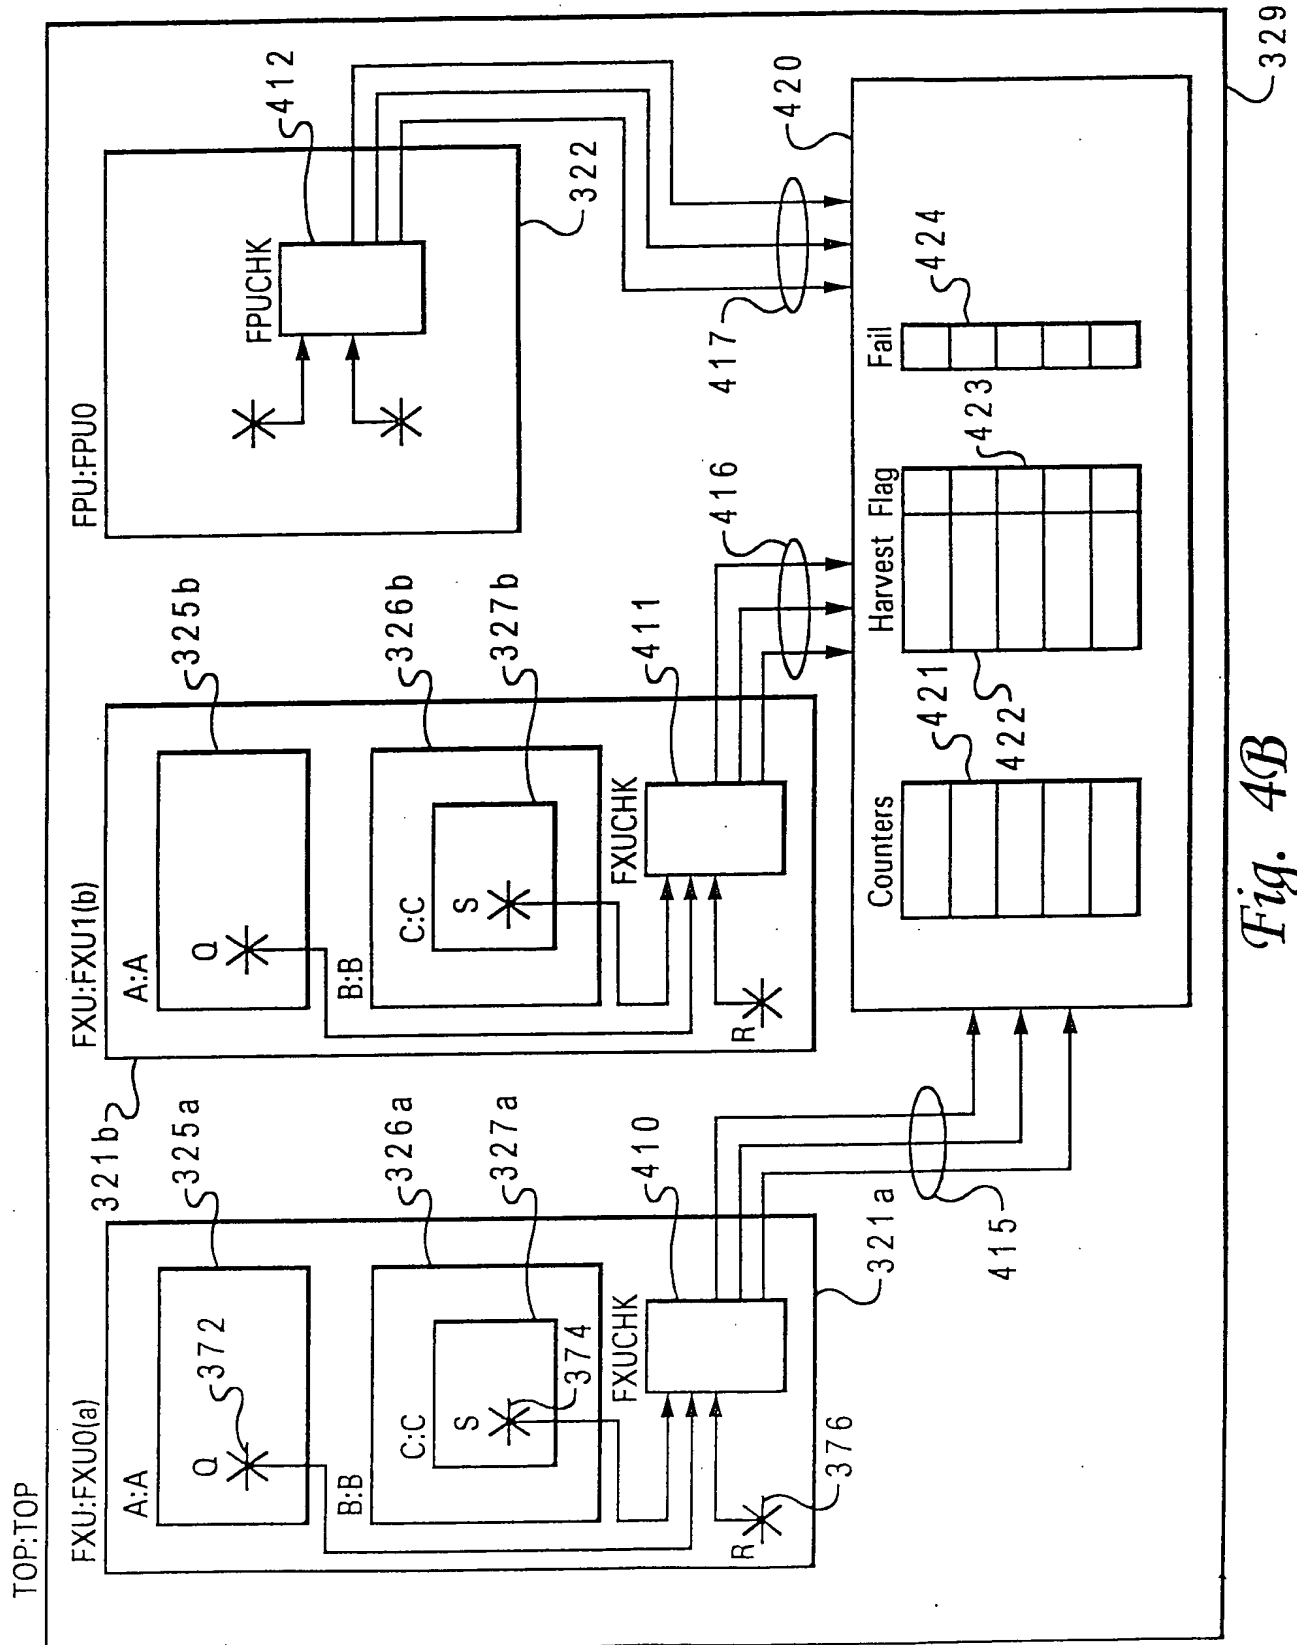 TOP:TOP
FXU:FXU0(a)
A:A
Q
372
325a
B:B
C:C
S
374
326a
327a
FXUCHK
410
R
376
321a
415
321b
FXU:FXU1(b)
A:A
Q
325b
B:B
C:C
S
326b
327b
FXUCHK
411
R
416
FPU:FPU0
FPUCHK
412
322
417
420
Counters
421
Harvest
Flag
422
423
Fail
424
329
Fig. 4B